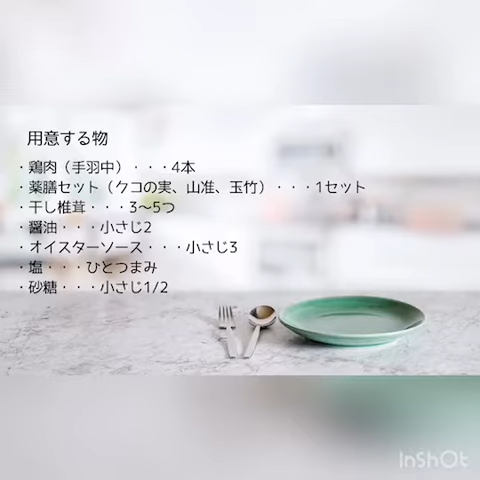 用意する物
・鶏肉（手羽中）・・・4本
・薬膳セット（クコの実、山准、玉竹）・・・1セット
・干し椎茸・・・3〜5つ
・醤油・・・小さじ2
・オイスターソース・・・小さじ3
・塩・・・ひとつまみ
・砂糖・・・小さじ1/2
InShOt